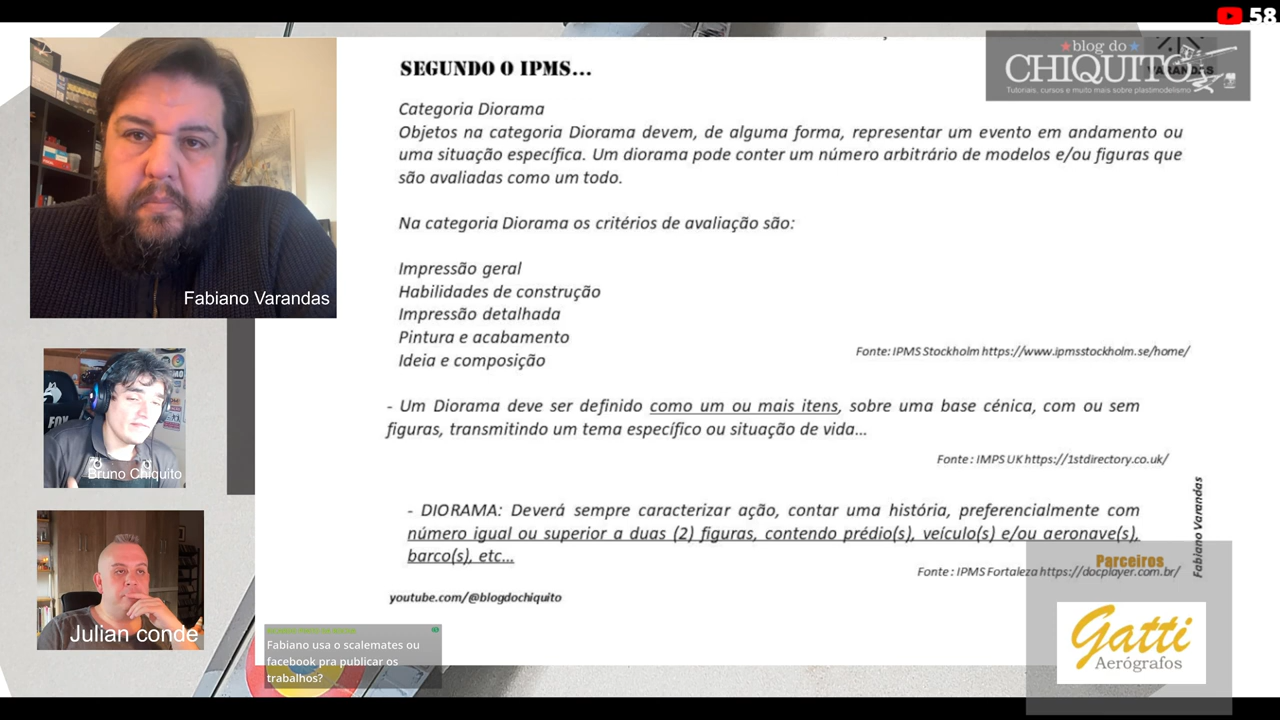 58
SEGUNDO O IPMS...
blog do
CHIQUITO
VARANDAS
Tutoriais, cursos e muito mais sobre plastimodelismo
Categoria Diorama
Objetos na categoria Diorama devem, de alguma forma, representar um evento em andamento ou
uma situação específica. Um diorama pode conter um número arbitrário de modelos e/ou figuras que
são avaliadas como um todo.
Na categoria Diorama os critérios de avaliação são:
Impressão geral
Habilidades de construção
Impressão detalhada
Pintura e acabamento
Ideia e composição
Fonte: IPMS Stockholm https://www.ipmsstockholm.se/home/
- Um Diorama deve ser definido como um ou mais itens, sobre uma base cénica, com ou sem
figuras, transmitindo um tema específico ou situação de vida...
Fonte : IMPS UK https://1stdirectory.co.uk/
- DIORAMA: Deverá sempre caracterizar ação, contar uma história, preferencialmente com
número igual ou superior a duas (2) figuras, contendo prédio(s), veículo(s) e/ou aeronave(s),
barco(s), etc...
Fonte : IPMS Fortaleza https://docplayer.com.br/
youtube.com/@blogdochiquito
Fabiano Varandas
Fabiano Varandas
FOX
Bruno Chiquito
Julian conde
Fabiano usa o scalemates ou
facebook pra publicar os
trabalhos?
Parceiros
Gatti
Aerógrafos